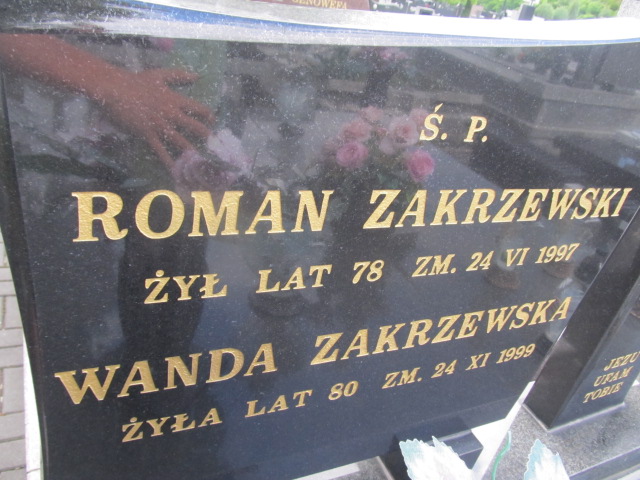 GENOWEFA
Ś. P.
ROMAN ZAKRZEWSKI
ŻYŁ LAT 78 ZM. 24 VI 1997
WANDA ZAKRZEWSKA
ŻYŁA LAT 80 ZM. 24 XI 1999
JEZU
UFAM
TOBIE